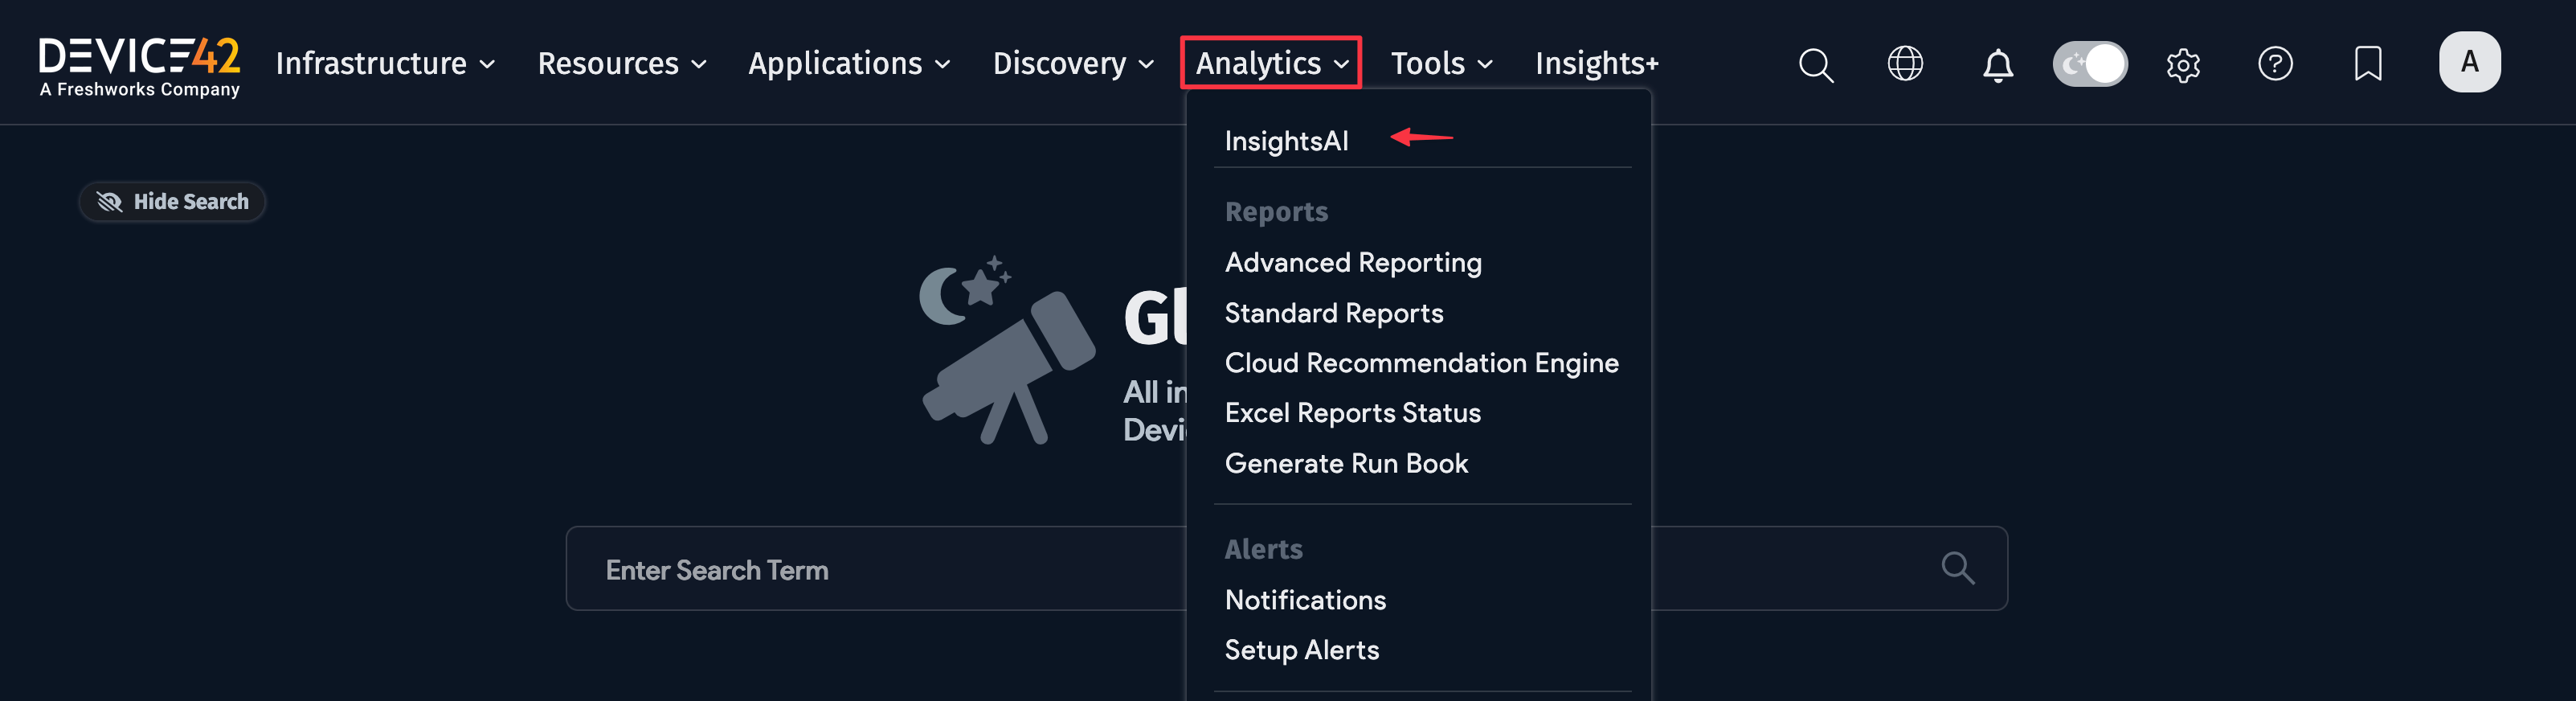 DEVICE42
A Freshworks Company
Infrastructure Resources Applications Discovery Analytics Tools Insights+ A
InsightsAI
Hide Search
Reports
Advanced Reporting
Standard Reports
Cloud Recommendation Engine
Excel Reports Status
Generate Run Book
Gl
All in
Devi
Enter Search Term
Alerts
Notifications
Setup Alerts